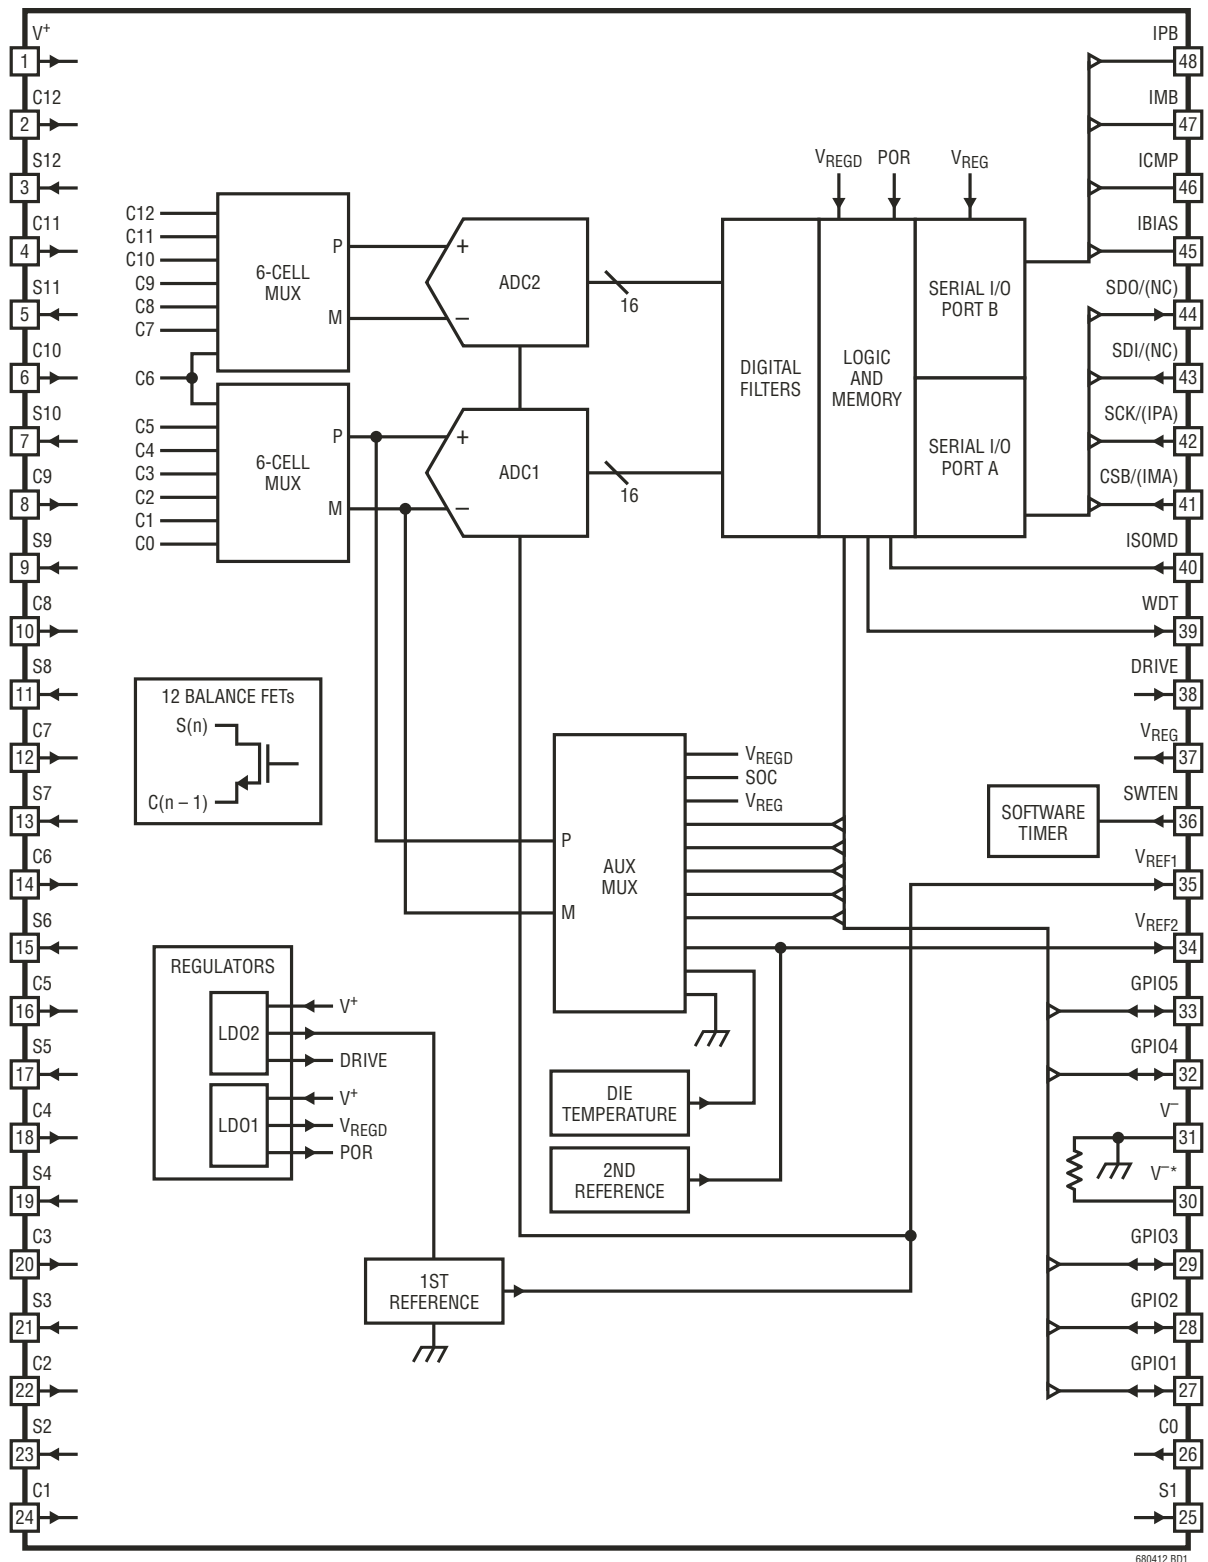 V+
1
C12
2
S12
3
C11
4
S11
5
C10
6
S10
7
C9
8
S9
9
C8
10
S8
11
C7
12
S7
13
C6
14
S6
15
C5
16
S5
17
C4
18
S4
19
C3
20
S3
21
C2
22
S2
23
C1
24
C12
C11
C10
C9
C8
C7
C6
C5
C4
C3
C2
C1
C0
6-CELL
MUX
P
M
6-CELL
MUX
P
M
+
ADC2
–
16
+
ADC1
–
16
VREGD
POR
VREG
DIGITAL
FILTERS
LOGIC
AND
MEMORY
SERIAL I/O
PORT B
SERIAL I/O
PORT A
12 BALANCE FETs
S(n)
C(n – 1)
AUX
MUX
P
M
VREGD
SOC
VREG
SOFTWARE
TIMER
REGULATORS
LDO2
V+
DRIVE
LDO1
V+
VREGD
POR
DIE
TEMPERATURE
2ND
REFERENCE
1ST
REFERENCE
IPB
48
IMB
47
ICMP
46
IBIAS
45
SDO/(NC)
44
SDI/(NC)
43
SCK/(IPA)
42
CSB/(IMA)
41
ISOMD
40
WDT
39
DRIVE
38
VREG
37
SWTEN
36
VREF1
35
VREF2
34
GPIO5
33
GPIO4
32
V–
31
V–*
30
GPIO3
29
GPIO2
28
GPIO1
27
C0
26
S1
25
680412 BD1